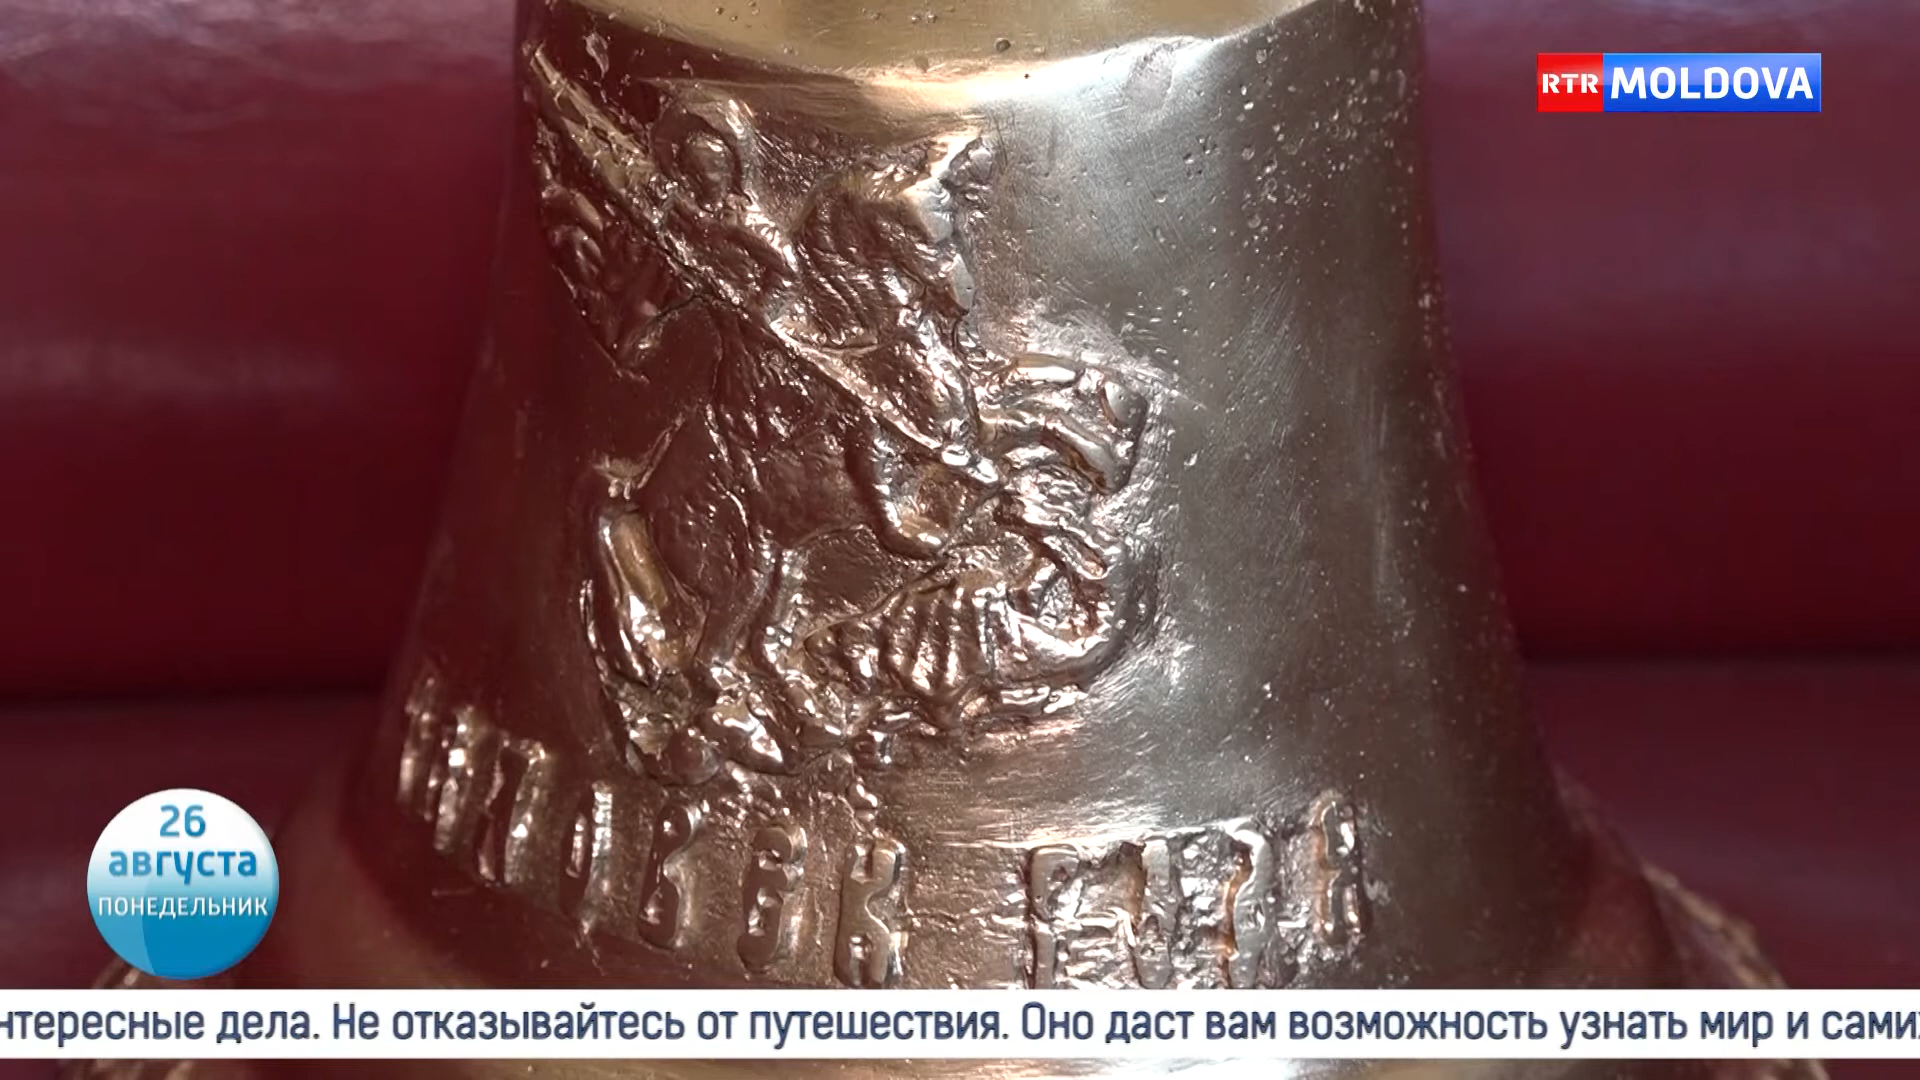 RTR MOLDOVA
26
августа
ПОНЕДЕЛЬНИК
нтересные дела. Не отказывайтесь от путешествия. Оно даст вам возможность узнать мир и сами